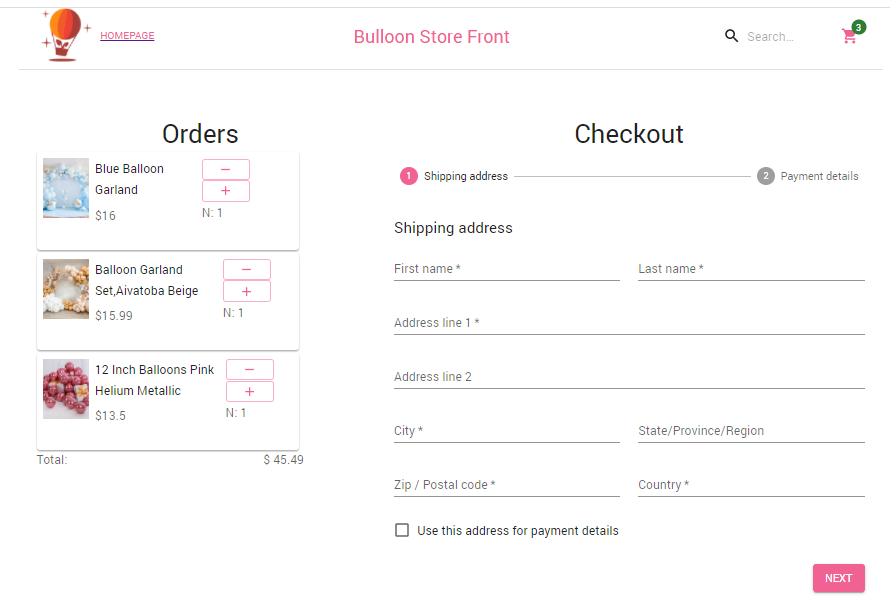 HOMEPAGE
Bulloon Store Front
Search...
3
Orders
Blue Balloon
Garland
$16
−
+
N: 1
Balloon Garland
Set,Aivatoba Beige
$15.99
−
+
N: 1
12 Inch Balloons Pink
Helium Metallic
$13.5
−
+
N: 1
Total: $ 45.49
Checkout
1 Shipping address
2 Payment details
Shipping address
First name *
Last name *
Address line 1 *
Address line 2
City *
State/Province/Region
Zip / Postal code *
Country *
Use this address for payment details
NEXT